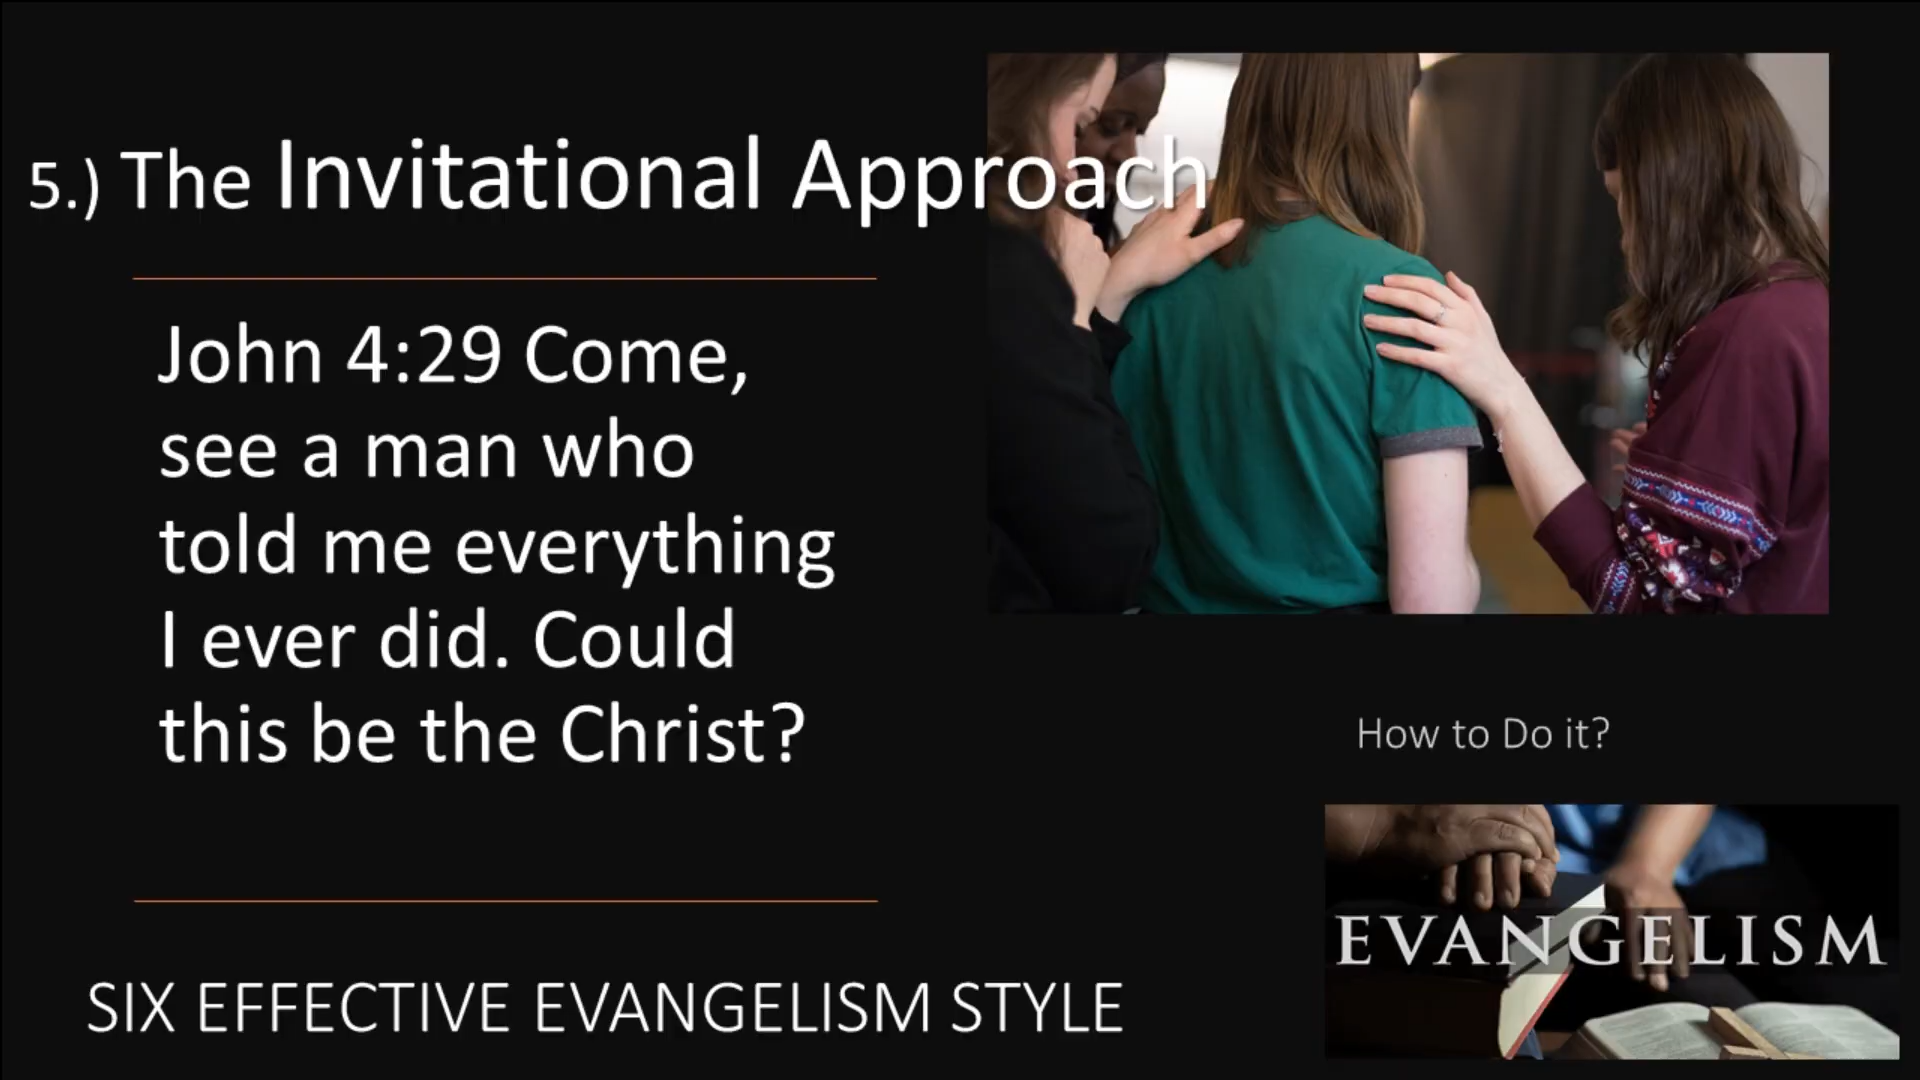 5.) The Invitational Approach
John 4:29 Come,
see a man who
told me everything
I ever did. Could
this be the Christ?
How to Do it?
EVANGELISM
SIX EFFECTIVE EVANGELISM STYLE